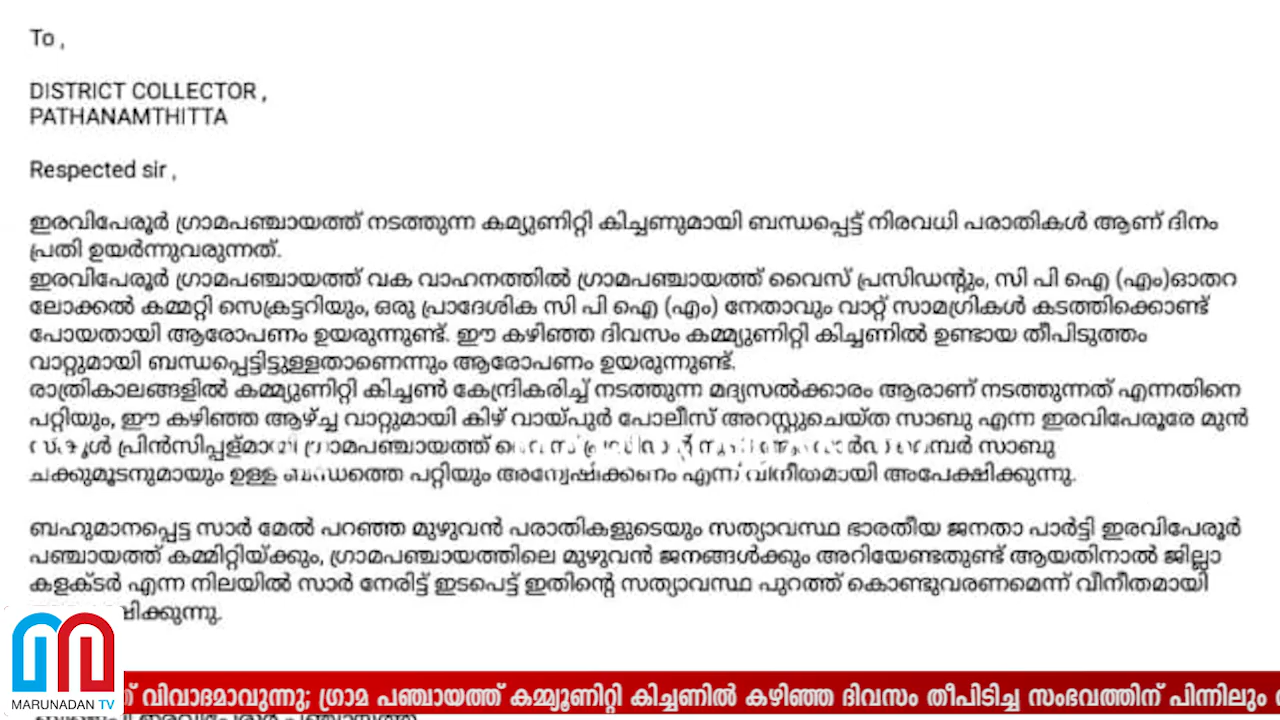 To ,
DISTRICT COLLECTOR ,
PATHANAMTHITTA
Respected sir ,
ഇരവിപേരൂർ ഗ്രാമപഞ്ചായത്ത് നടത്തുന്ന കമ്യുണിറ്റി കിച്ചണുമായി ബന്ധപ്പെട്ട് നിരവധി പരാതികൾ ആണ് ദിനം
പ്രതി ഉയർന്നുവരുന്നത്.
ഇരവിപേരൂർ ഗ്രാമപഞ്ചായത്ത് വക വാഹനത്തിൽ ഗ്രാമപഞ്ചായത്ത് വൈസ് പ്രസിഡന്റും, സി പി ഐ (എം)ഓതറ
ലോക്കൽ കമ്മറ്റി സെക്രട്ടറിയും, ഒരു പ്രാദേശിക സി പി ഐ (എം) നേതാവും വാറ്റ് സാമഗ്രികൾ കടത്തിക്കൊണ്ട്
പോയതായി ആരോപണം ഉയരുന്നുണ്ട്. ഈ കഴിഞ്ഞ ദിവസം കമ്മ്യുണിറ്റി കിച്ചണിൽ ഉണ്ടായ തീപിടുത്തം
വാറ്റുമായി ബന്ധപ്പെട്ടിട്ടുള്ളതാണെന്നും ആരോപണം ഉയരുന്നുണ്ട്.
രാത്രികാലങ്ങളിൽ കമ്മ്യുണിറ്റി കിച്ചൺ കേന്ദ്രികരിച്ച് നടത്തുന്ന മദ്യസൽക്കാരം ആരാണ് നടത്തുന്നത് എന്നതിനെ
പറ്റിയും, ഈ കഴിഞ്ഞ ആഴ്ച്ച വാറ്റുമായി കിഴ് വായ്പുർ പോലീസ് അറസ്റ്റുചെയ്ത സാബു എന്ന ഇരവിപേരൂരേ മുൻ
പ്രിൻസിപ്പള്മായി ഗ്രാമപഞ്ചായത്ത് സാബു
ചക്കുമൂടനുമായും ഉള്ള ബന്ധത്തെ പറ്റിയും അന്വേഷിക്കണം എന്ന് വിനീതമായി അപേക്ഷിക്കുന്നു.
ബഹുമാനപ്പെട്ട സാർ മേൽ പറഞ്ഞ മുഴുവൻ പരാതികളുടെയും സത്യാവസ്ഥ ഭാരതീയ ജനതാ പാർട്ടി ഇരവിപേരൂർ
പഞ്ചായത്ത് കമ്മിറ്റിയ്ക്കും, ഗ്രാമപഞ്ചായത്തിലെ മുഴുവൻ ജനങ്ങൾക്കും അറിയേണ്ടതുണ്ട് ആയതിനാൽ ജില്ലാ
കളക്ടർ എന്ന നിലയിൽ സാർ നേരിട്ട് ഇടപെട്ട് ഇതിന്റെ സത്യാവസ്ഥ പുറത്ത് കൊണ്ടുവരണമെന്ന് വീനീതമായി
MARUNADAN TV
വിവാദമാവുന്നു; ഗ്രാമ പഞ്ചായത്ത് കമ്മ്യൂണിറ്റി കിച്ചണിൽ കഴിഞ്ഞ ദിവസം തീപിടിച്ച സംഭവത്തിന് പിന്നിലും